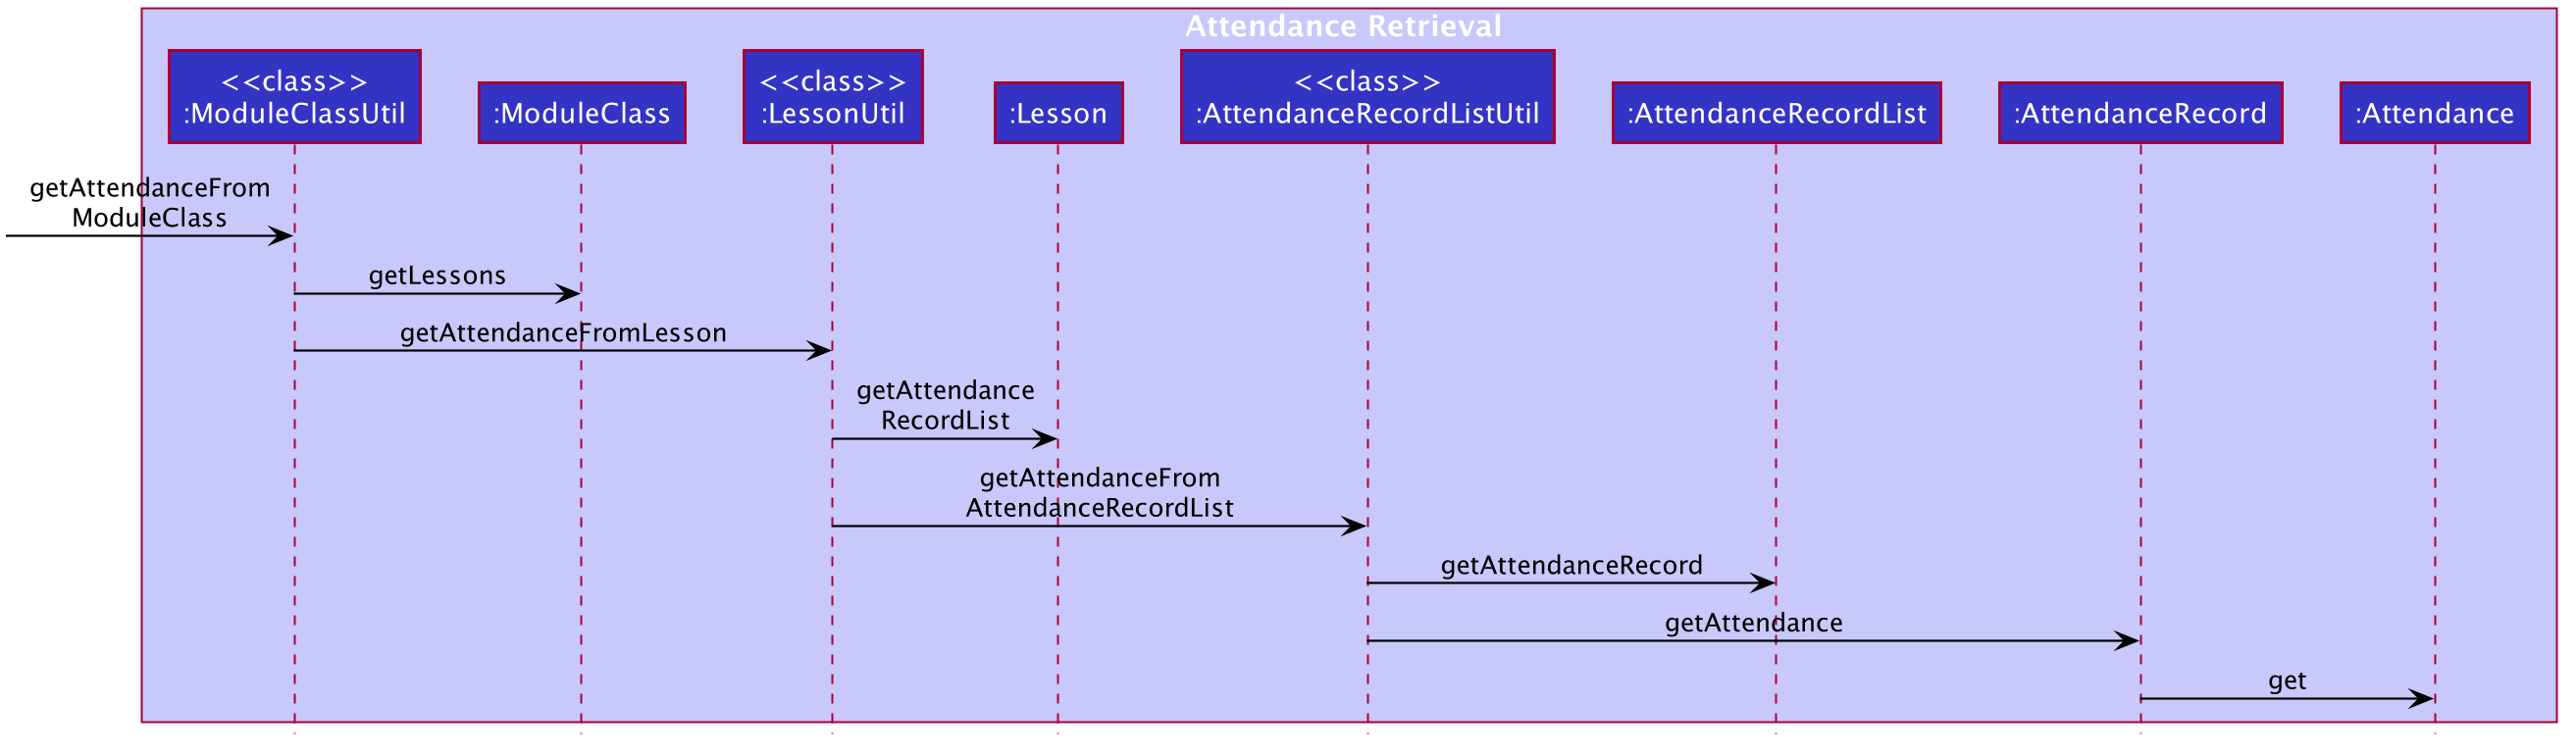 Attendance Retrieval
<<class>>
:ModuleClassUtil
:ModuleClass
<<class>>
:LessonUtil
:Lesson
<<class>>
:AttendanceRecordListUtil
:AttendanceRecordList
:AttendanceRecord
:Attendance
getAttendanceFrom
ModuleClass
getLessons
getAttendanceFromLesson
getAttendance
RecordList
getAttendanceFrom
AttendanceRecordList
getAttendanceRecord
getAttendance
get